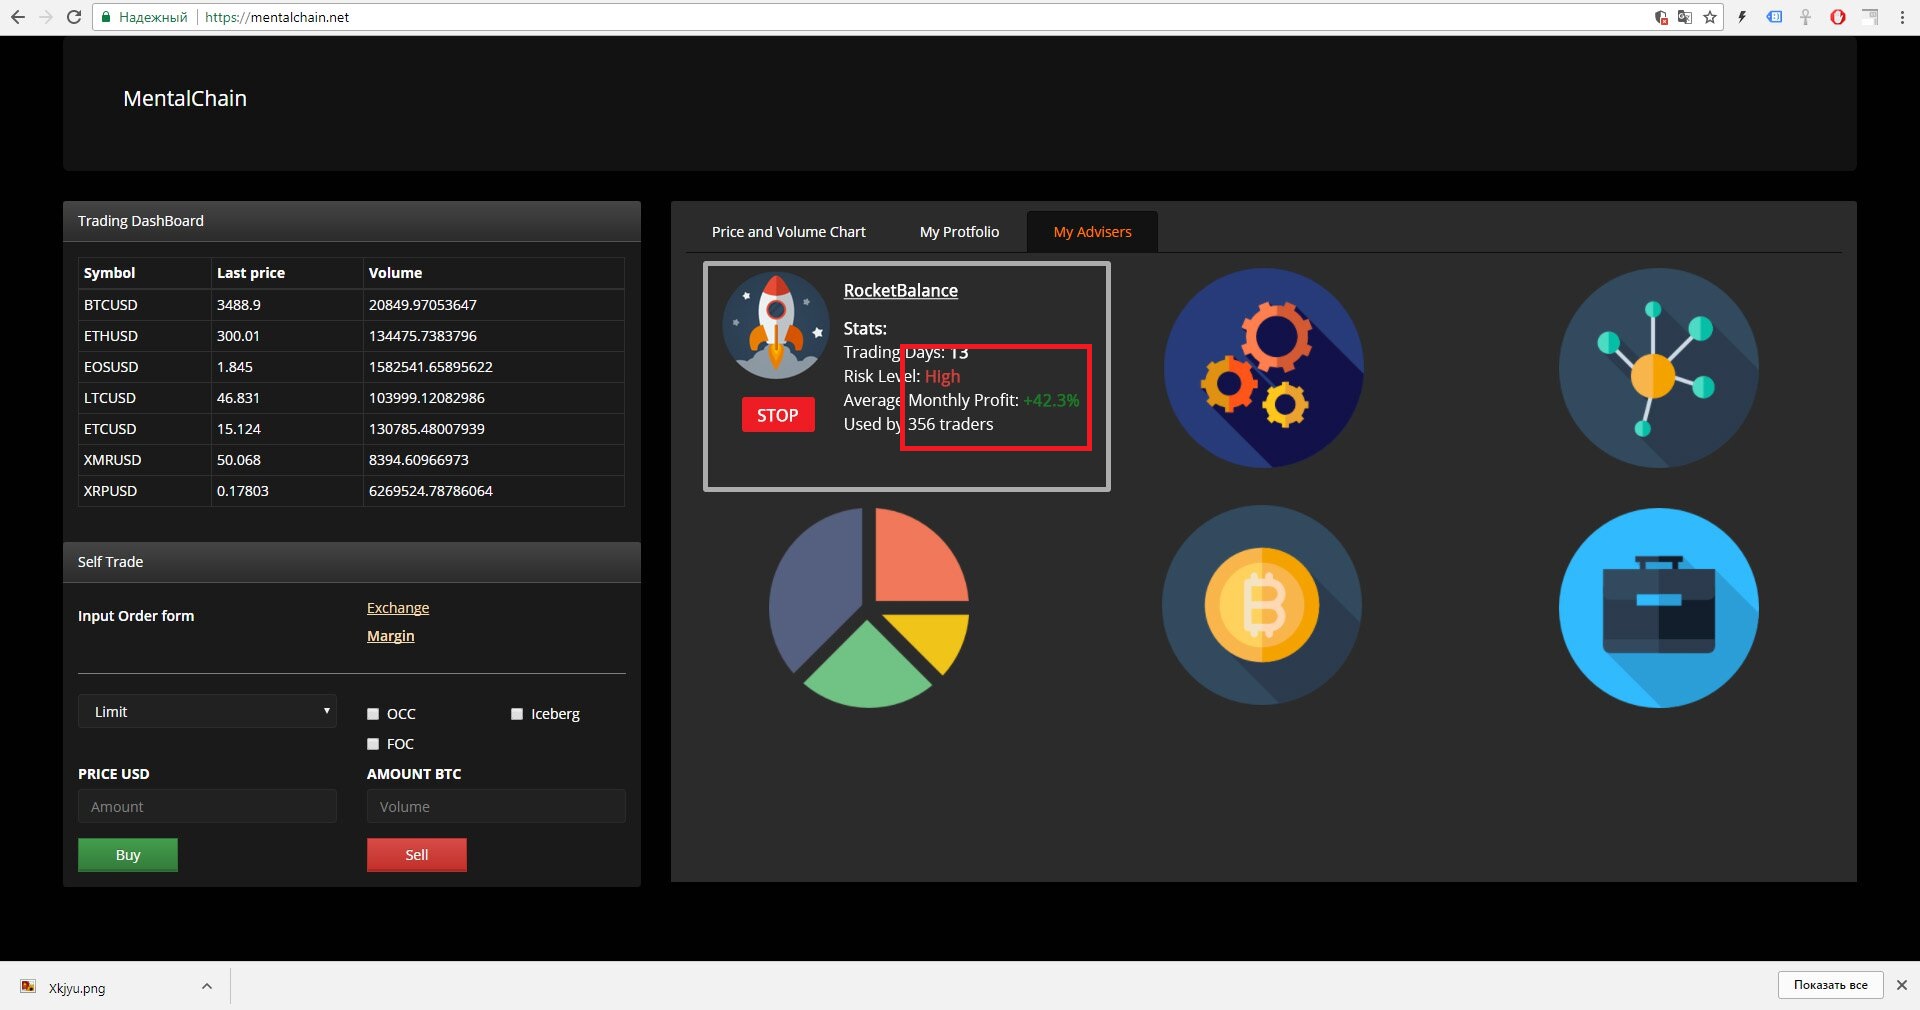 Надежный https://mentalchain.net
MentalChain
Trading DashBoard
Symbol Last price Volume
BTCUSD 3488.9 20849.97053647
ETHUSD 300.01 134475.7383796
EOSUSD 1.845 1582541.65895622
LTCUSD 46.831 103999.12082986
ETCUSD 15.124 130785.48007939
XMRUSD 50.068 8394.60966973
XRPUSD 0.17803 6269524.78786064
Self Trade
Input Order form
Exchange
Margin
Limit
OCC
Iceberg
FOC
PRICE USD
AMOUNT BTC
Amount
Volume
Buy
Sell
Price and Volume Chart
My Protfolio
My Advisers
RocketBalance
Stats:
Trading Days: 13
Risk Level: High
Average Monthly Profit: +42.3%
Used by 356 traders
STOP
Xkjyu.png
Показать все